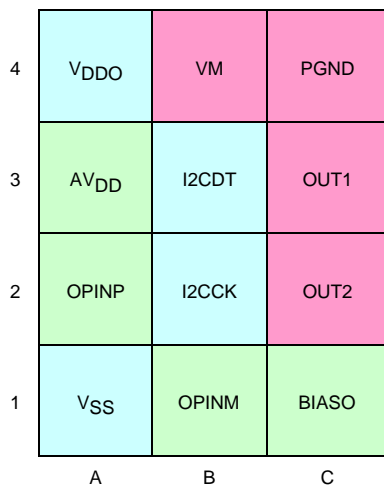 4 VDDO VM PGND
3 AVDD I2CDT OUT1
2 OPINP I2CCK OUT2
1 VSS OPINM BIASO
A B C